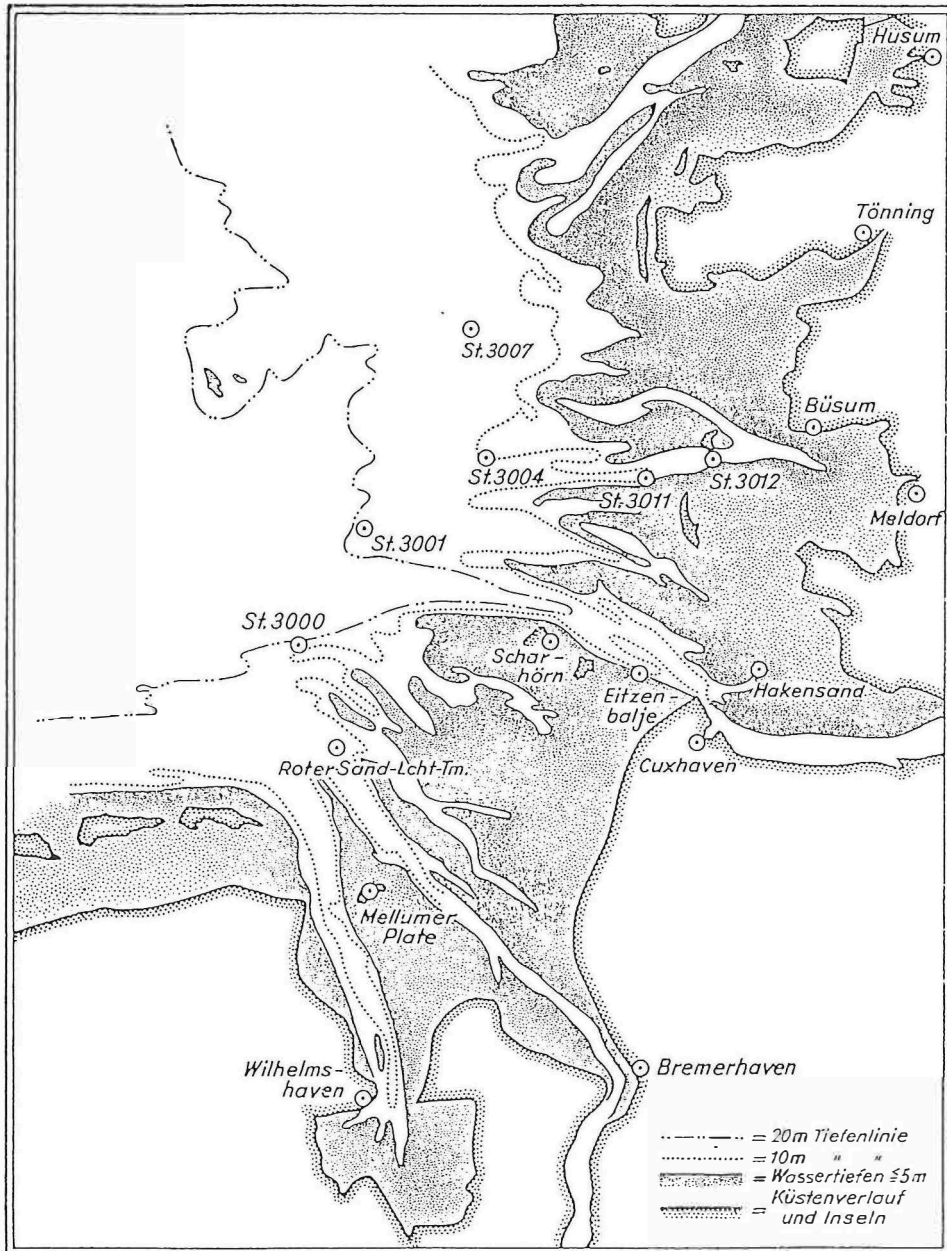 Husum
Tönning
St.3007
Büsum
St.3004
St.3011
St.3012
Meldorf
St.3001
St.3000
Schar-
hörn
Eitzen-
balje
Hakensand
Cuxhaven
Roter Sand-Lcht-Tm.
Mellumer
Plate
Wilhelms-
haven
Bremerhaven
= 20m Tiefenlinie
= 10m " "
= Wassertiefen ≦5m
= Küstenverlauf
und Inseln